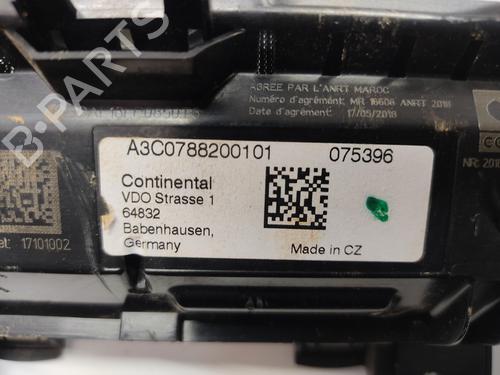 AGREE PAR L'ANRT MAROC
Numéro d'agrément: MR 16608 ANRT 2018
Date d'agrément: 17/05/2018
A3C0788200101 075396
Continental
VDO Strasse 1
64832
Babenhausen,
Germany
Made in CZ
17101002
B-PARTS